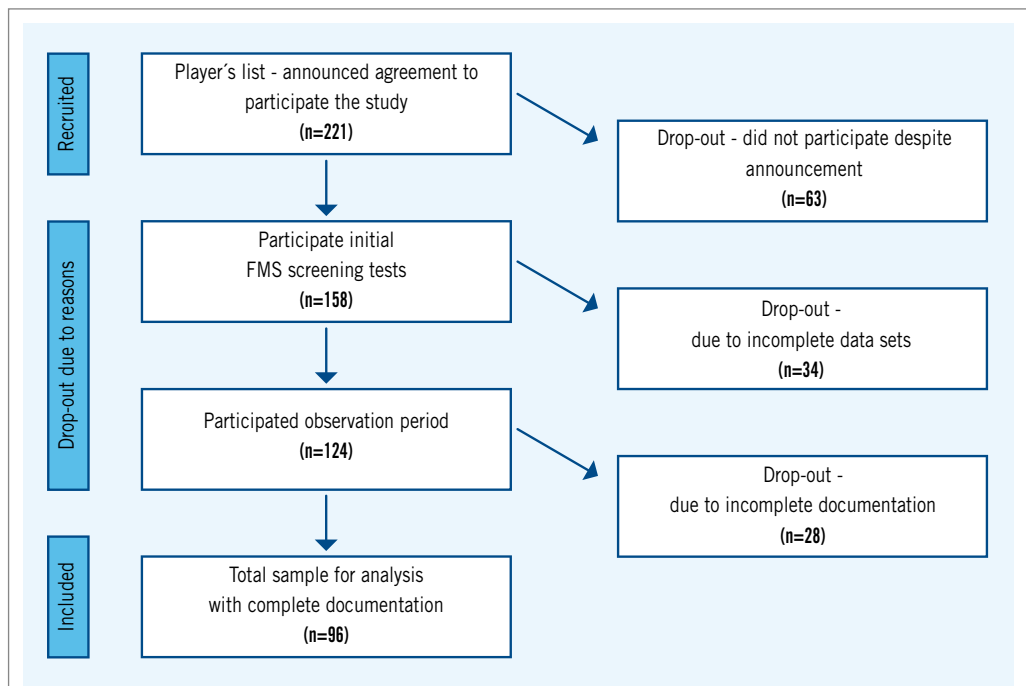 Recruited
Player´s list - announced agreement to
participate the study
(n=221)
Drop-out - did not participate despite
announcement
(n=63)
Drop-out due to reasons
Participate initial
FMS screening tests
(n=158)
Drop-out -
due to incomplete data sets
(n=34)
Participated observation period
(n=124)
Drop-out -
due to incomplete documentation
(n=28)
Included
Total sample for analysis
with complete documentation
(n=96)